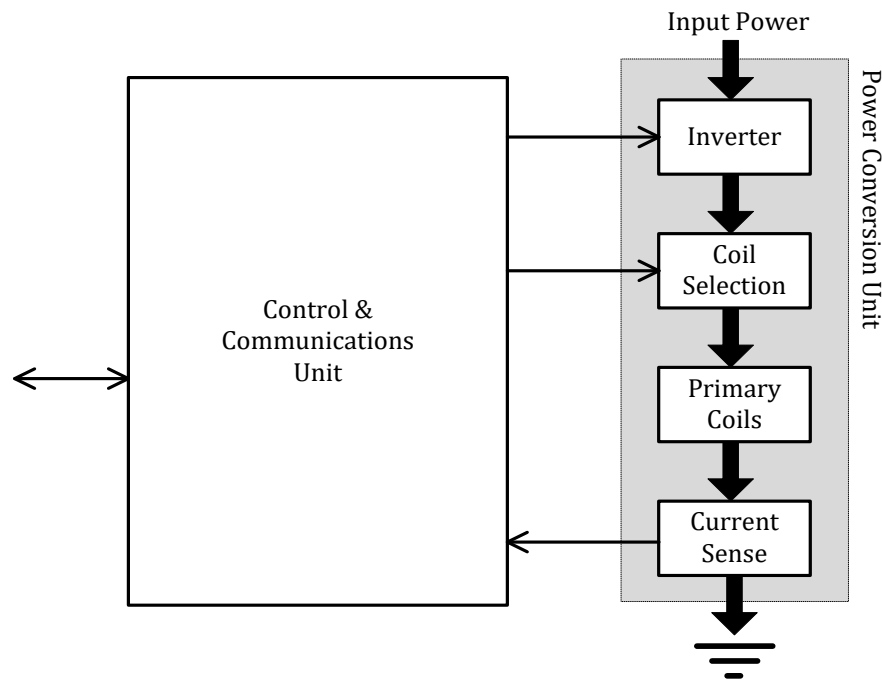 Input Power
Power Conversion Unit
Inverter
Coil
Selection
Control &
Communications
Unit
Primary
Coils
Current
Sense